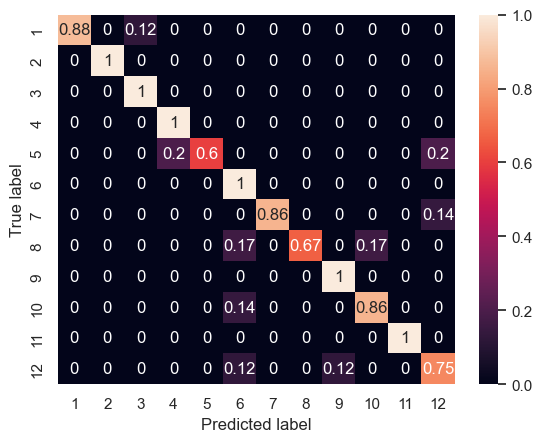 1 0.88 0 0.12 0 0 0 0 0 0 0 0 0
2 0 1 0 0 0 0 0 0 0 0 0 0
3 0 0 1 0 0 0 0 0 0 0 0 0
4 0 0 0 1 0 0 0 0 0 0 0 0
5 0 0 0 0.2 0.6 0 0 0 0 0 0 0.2
6 0 0 0 0 0 1 0 0 0 0 0 0
7 0 0 0 0 0 0 0.86 0 0 0 0 0.14
8 0 0 0 0 0 0.17 0 0.67 0 0.17 0 0
9 0 0 0 0 0 0 0 0 1 0 0 0
10 0 0 0 0 0 0.14 0 0 0 0.86 0 0
11 0 0 0 0 0 0 0 0 0 0 1 0
12 0 0 0 0 0 0.12 0 0 0.12 0 0 0.75
1 2 3 4 5 6 7 8 9 10 11 12
Predicted label
True label
1.0
0.8
0.6
0.4
0.2
0.0